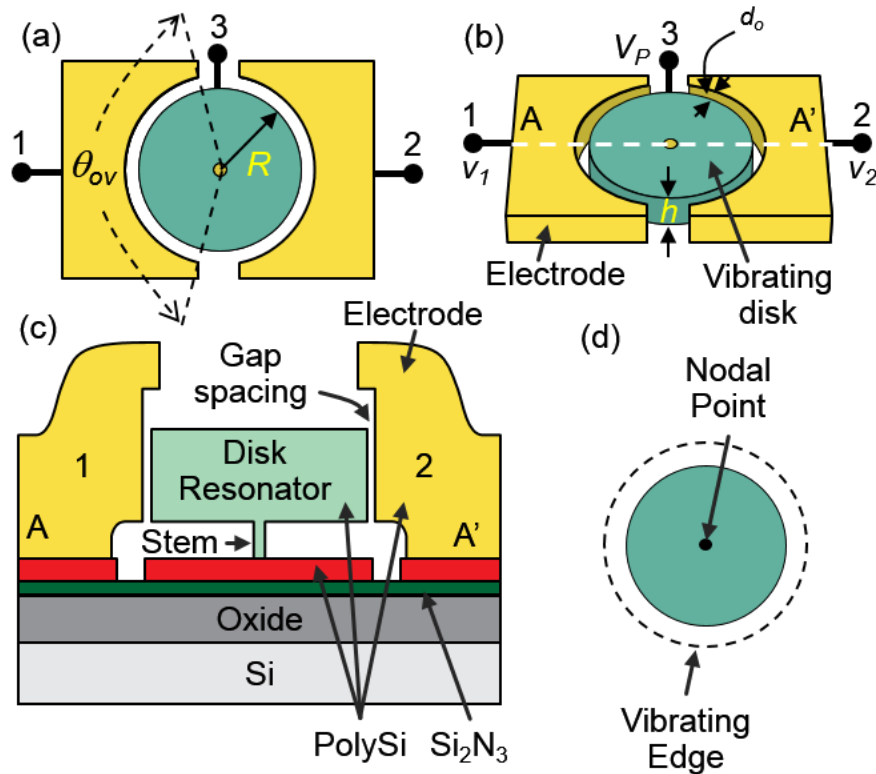 (a)
3
1
θov
R
2
(b)
do
3
VP
1
A
A'
2
v1
v2
h
Electrode
Vibrating
disk
(c)
Electrode
Gap
spacing
1
Disk
Resonator
2
A
Stem
A'
Oxide
Si
PolySi
Si2N3
(d)
Nodal
Point
Vibrating
Edge